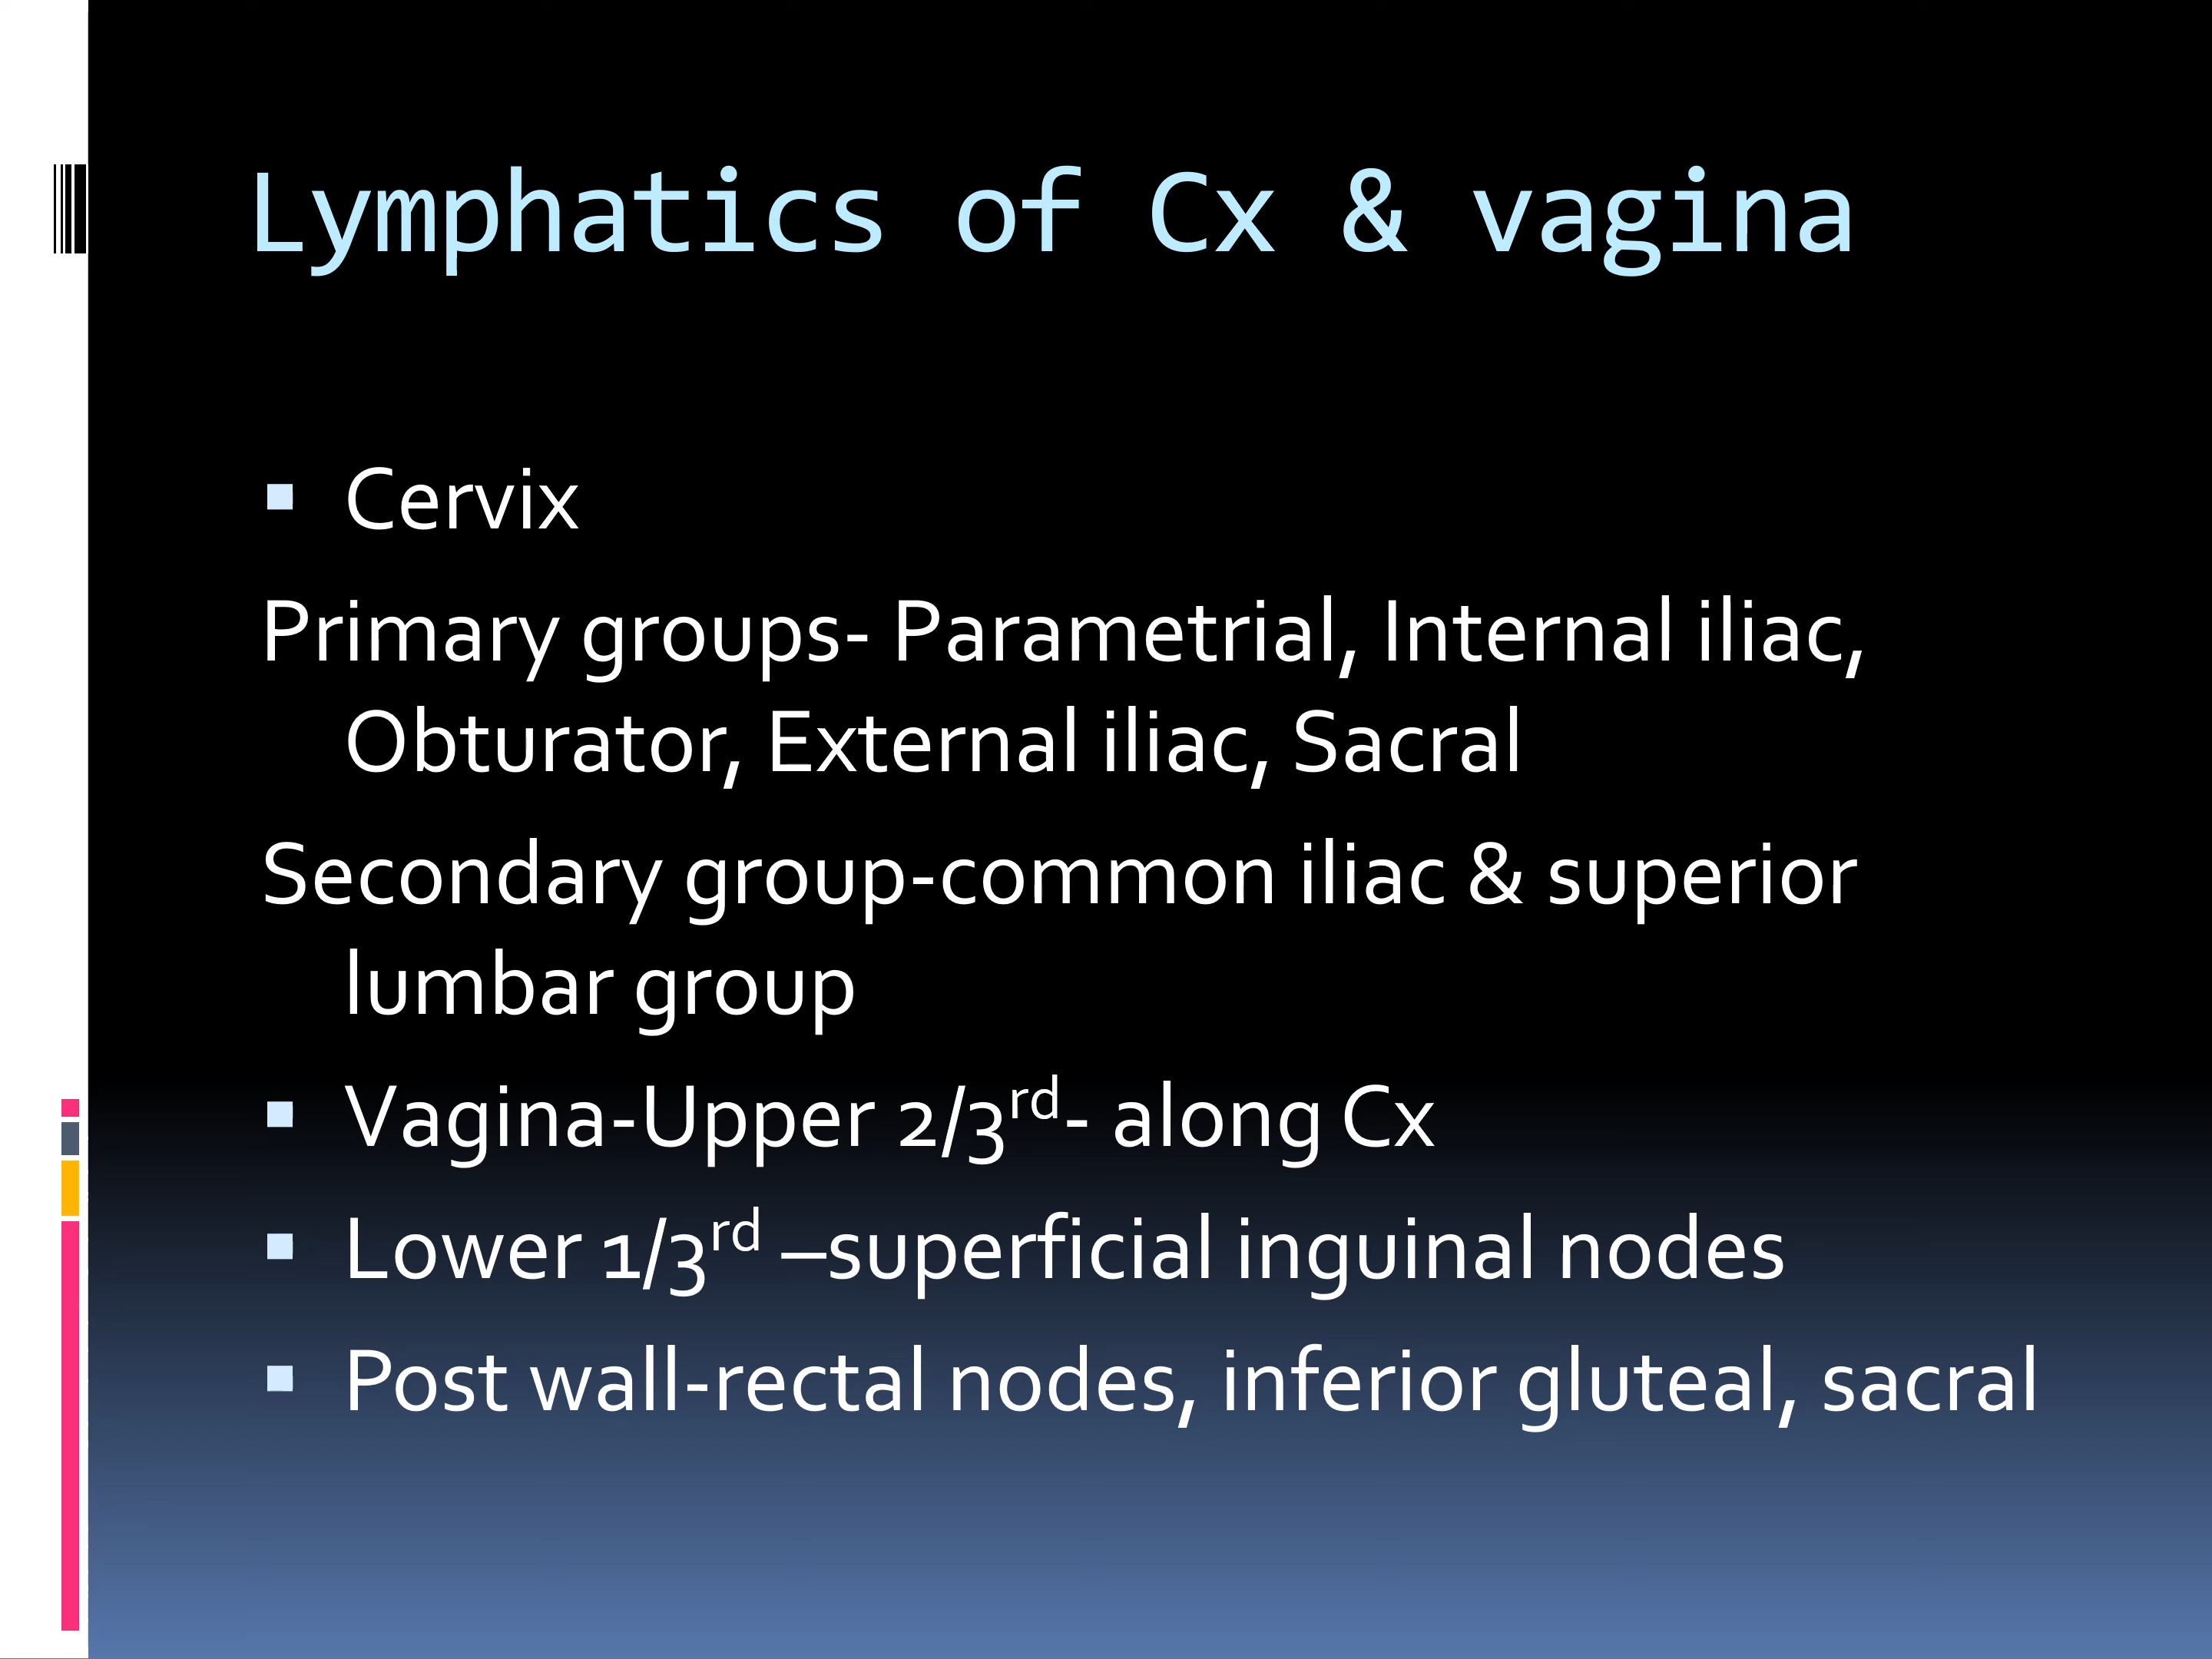 Lymphatics of Cx & vagina
Cervix
Primary groups- Parametrial, Internal iliac,
Obturator, External iliac, Sacral
Secondary group-common iliac & superior
lumbar group
Vagina-Upper 2/3rd- along Cx
Lower 1/3rd –superficial inguinal nodes
Post wall-rectal nodes, inferior gluteal, sacral